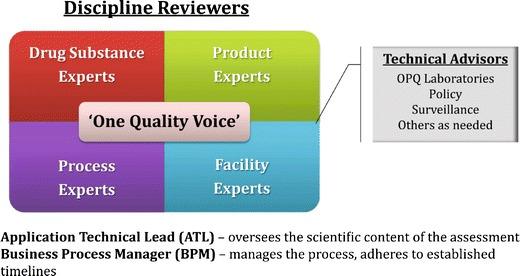 Discipline Reviewers
Drug Substance
Experts
Product
Experts
'One Quality Voice'
Process
Experts
Facility
Experts
Technical Advisors
OPQ Laboratories
Policy
Surveillance
Others as needed
Application Technical Lead (ATL) – oversees the scientific content of the assessment
Business Process Manager (BPM) – manages the process, adheres to established
timelines